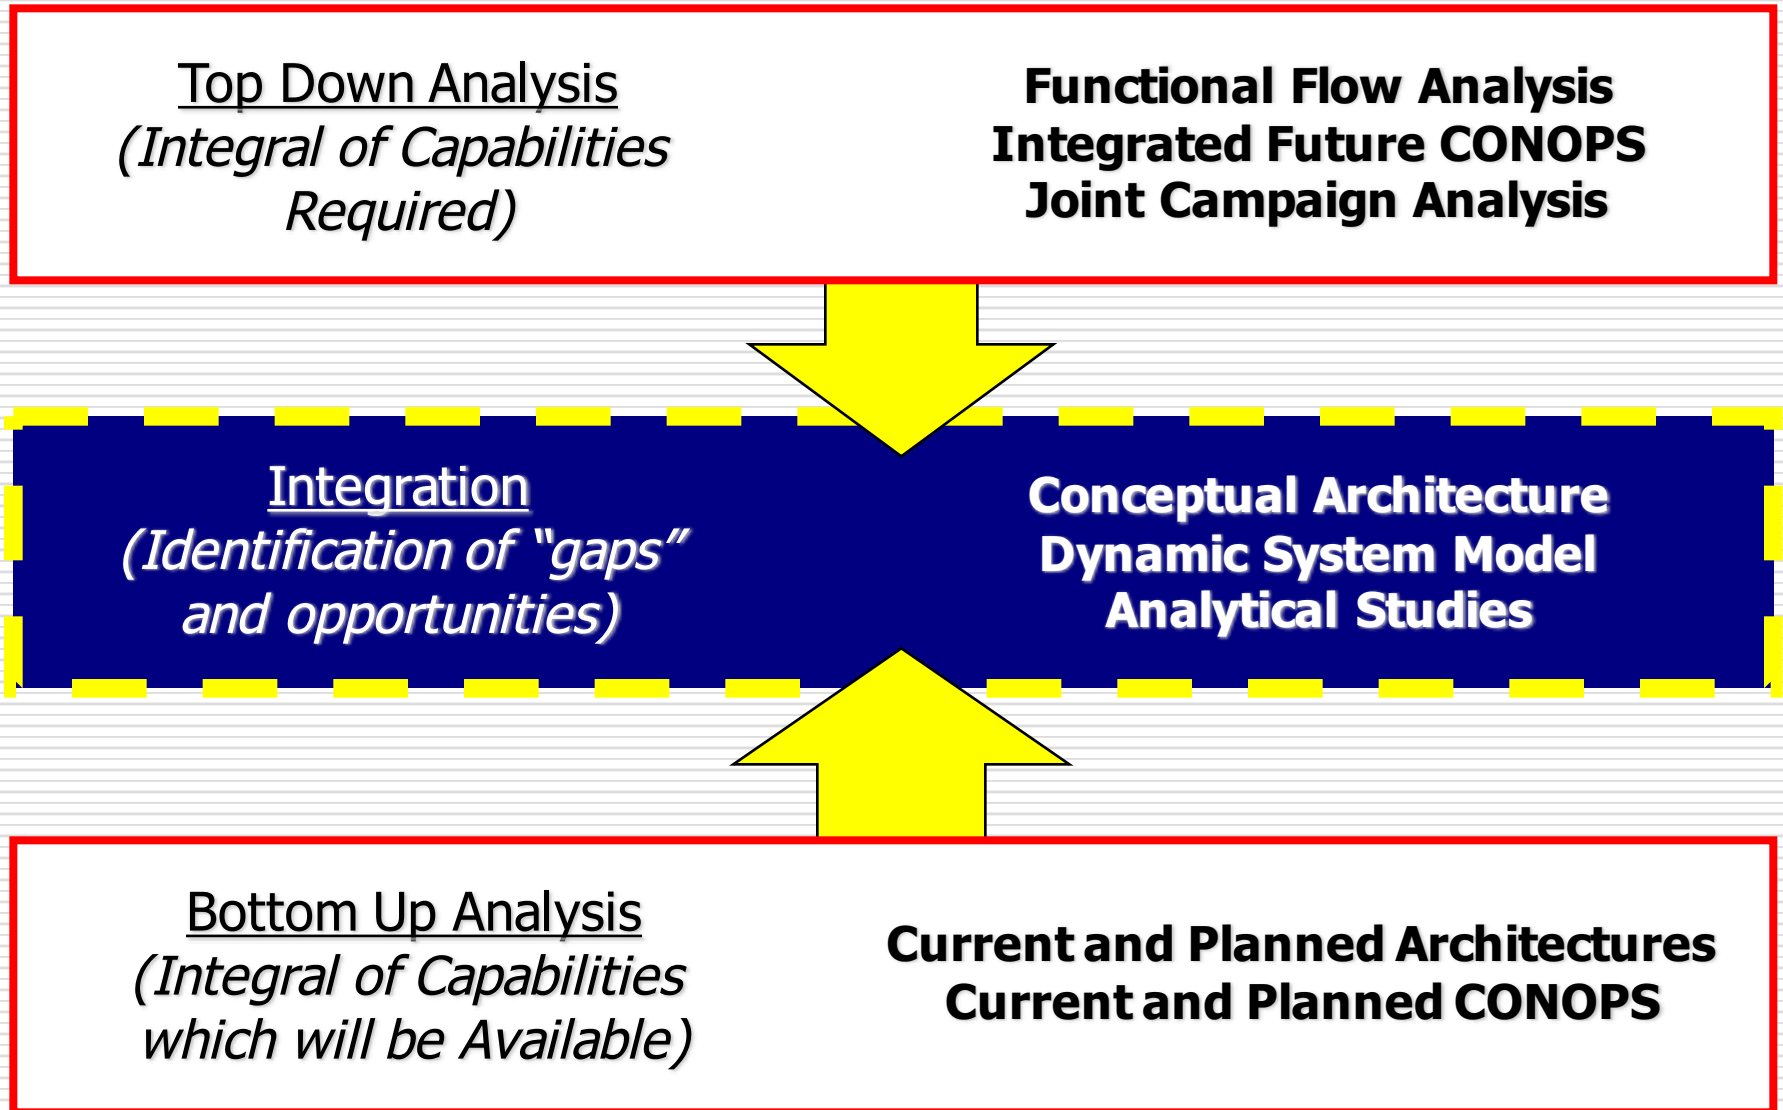 Top Down Analysis
(Integral of Capabilities
Required)
Functional Flow Analysis
Integrated Future CONOPS
Joint Campaign Analysis
Integration
(Identification of “gaps”
and opportunities)
Conceptual Architecture
Dynamic System Model
Analytical Studies
Bottom Up Analysis
(Integral of Capabilities
which will be Available)
Current and Planned Architectures
Current and Planned CONOPS